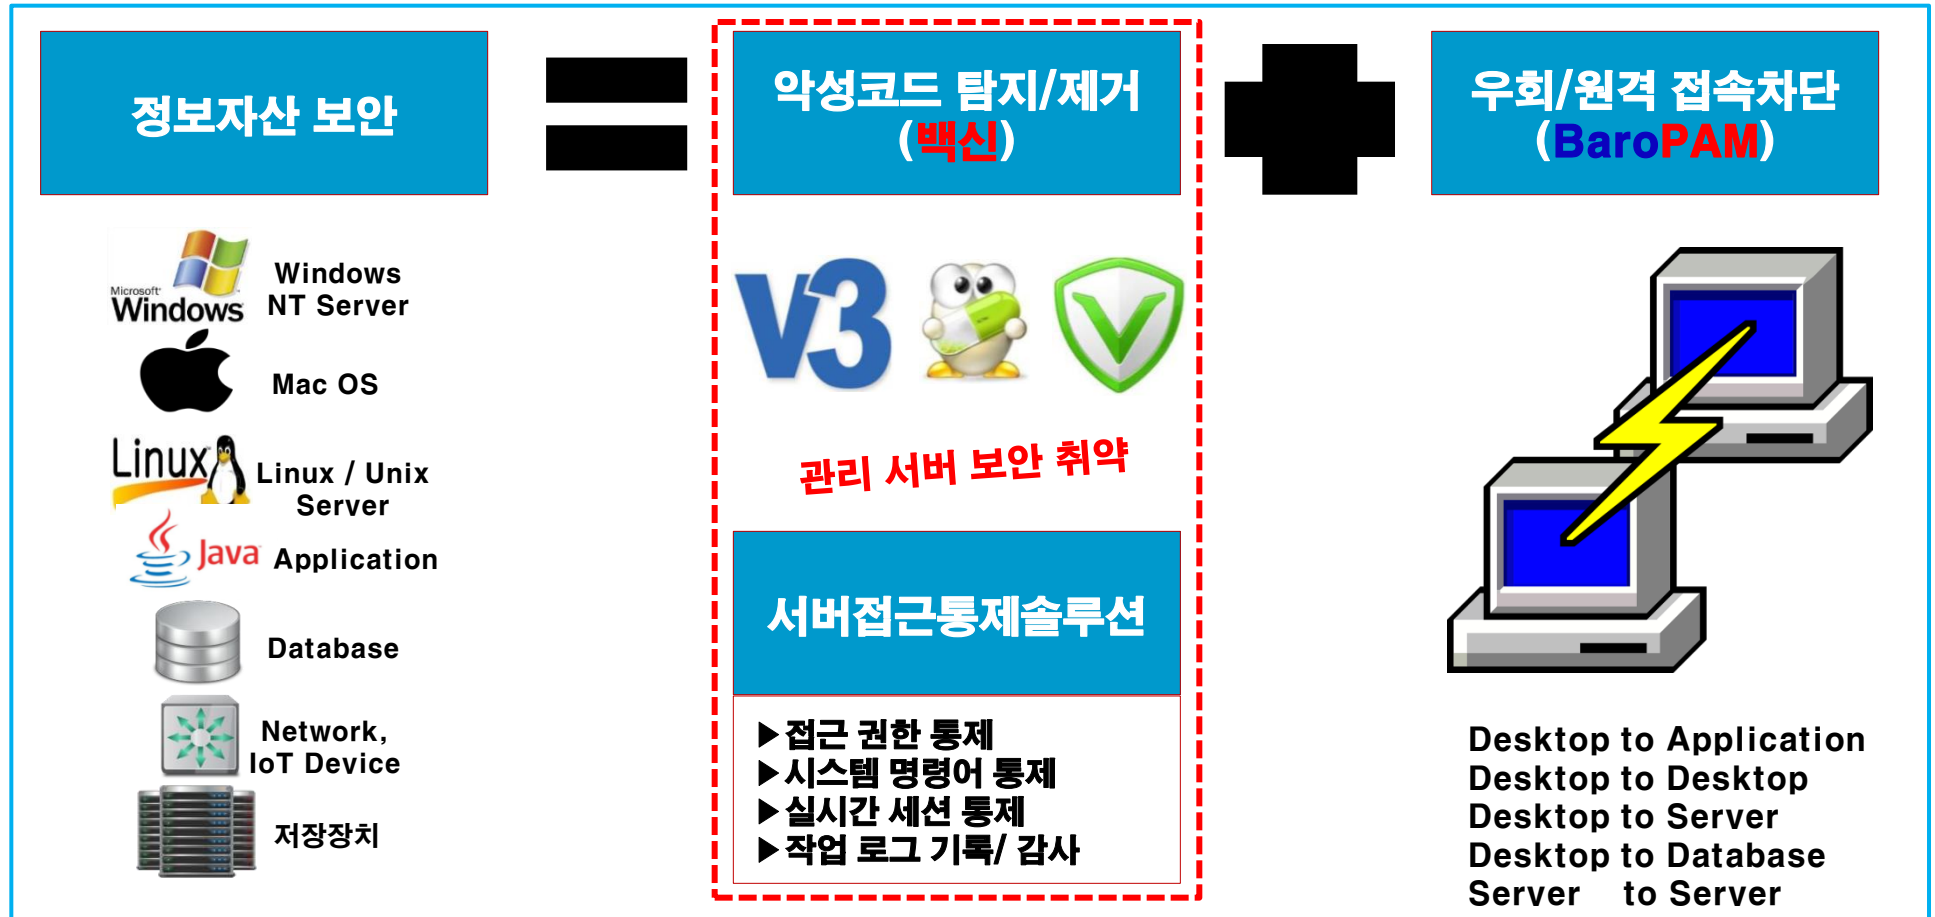 정보자산 보안
악성코드 탐지/제거
(백신)
우회/원격 접속차단
(BaroPAM)
Microsoft
Windows
Windows
NT Server
Mac OS
Linux
Linux / Unix
Server
Java
Application
Database
Network,
IoT Device
저장장치
V3
관리 서버 보안 취약
서버접근통제솔루션
▶접근 권한 통제
▶시스템 명령어 통제
▶실시간 세션 통제
▶작업 로그 기록/ 감사
Desktop to Application
Desktop to Desktop
Desktop to Server
Desktop to Database
Server to Server